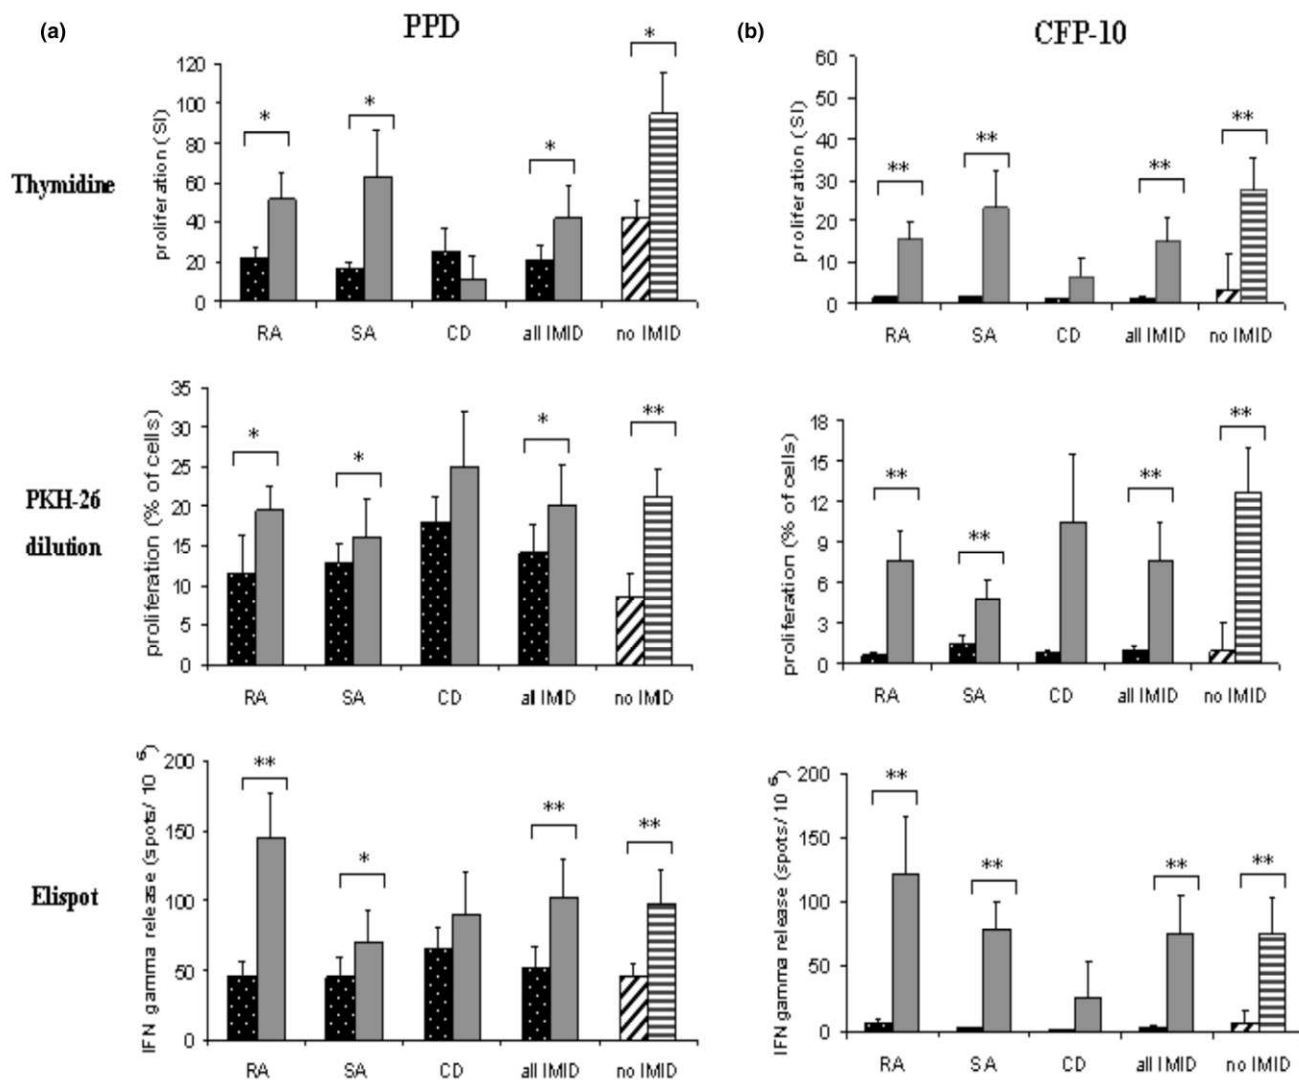 (a)
PPD
(b)
CFP-10
Thymidine
proliferation (SI)
120
100
80
60
40
20
0
*
*
*
*
RA
SA
CD
all IMID
no IMID
proliferation (SI)
60
50
40
30
20
10
0
**
**
**
**
RA
SA
CD
all IMID
no IMID
PKH-26
dilution
proliferation (% of cells)
35
30
25
20
15
10
5
0
*
*
*
**
RA
SA
CD
all IMID
no IMID
proliferation (% of cells)
18
15
12
9
6
3
0
**
**
**
**
RA
SA
CD
all IMID
no IMID
Elispot
IFN gamma release (spots/ 10 6)
200
150
100
50
0
**
*
**
**
RA
SA
CD
all IMID
no IMID
IFN gamma release (spots/ 10 6)
200
150
100
50
0
**
**
**
**
RA
SA
CD
all IMID
no IMID